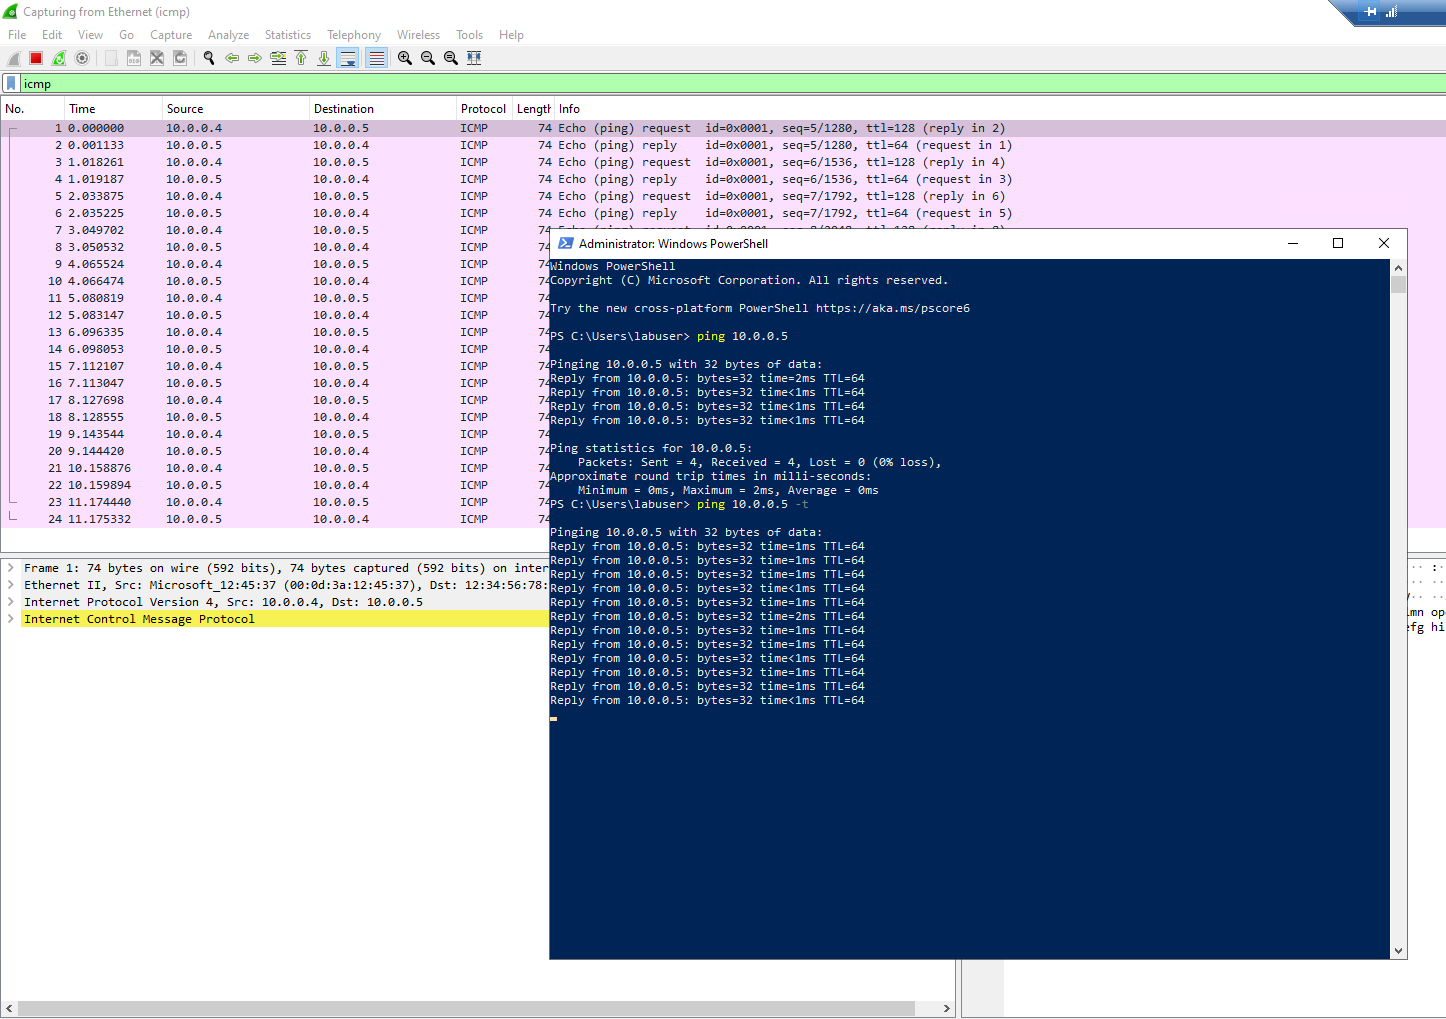 Capturing from Ethernet (icmp)
File Edit View Go Capture Analyze Statistics Telephony Wireless Tools Help
icmp
No. Time Source Destination Protocol Length Info
1 0.000000 10.0.0.4 10.0.0.5 ICMP 74 Echo (ping) request id=0x0001, seq=5/1280, ttl=128 (reply in 2)
2 0.001133 10.0.0.5 10.0.0.4 ICMP 74 Echo (ping) reply id=0x0001, seq=5/1280, ttl=64 (request in 1)
3 1.018261 10.0.0.4 10.0.0.5 ICMP 74 Echo (ping) request id=0x0001, seq=6/1536, ttl=128 (reply in 4)
4 1.019187 10.0.0.5 10.0.0.4 ICMP 74 Echo (ping) reply id=0x0001, seq=6/1536, ttl=64 (request in 3)
5 2.033875 10.0.0.4 10.0.0.5 ICMP 74 Echo (ping) request id=0x0001, seq=7/1792, ttl=128 (reply in 6)
6 2.035225 10.0.0.5 10.0.0.4 ICMP 74 Echo (ping) reply id=0x0001, seq=7/1792, ttl=64 (request in 5)
7 3.049702 10.0.0.4 10.0.0.5 ICMP 74
8 3.050532 10.0.0.5 10.0.0.4 ICMP 74
9 4.065524 10.0.0.4 10.0.0.5 ICMP 74
10 4.066474 10.0.0.5 10.0.0.4 ICMP 74
11 5.080819 10.0.0.4 10.0.0.5 ICMP 74
12 5.083147 10.0.0.5 10.0.0.4 ICMP 74
13 6.096335 10.0.0.4 10.0.0.5 ICMP 74
14 6.098053 10.0.0.5 10.0.0.4 ICMP 74
15 7.112107 10.0.0.4 10.0.0.5 ICMP 74
16 7.113047 10.0.0.5 10.0.0.4 ICMP 74
17 8.127698 10.0.0.4 10.0.0.5 ICMP 74
18 8.128555 10.0.0.5 10.0.0.4 ICMP 74
19 9.143544 10.0.0.4 10.0.0.5 ICMP 74
20 9.144420 10.0.0.5 10.0.0.4 ICMP 74
21 10.158876 10.0.0.4 10.0.0.5 ICMP 74
22 10.159894 10.0.0.5 10.0.0.4 ICMP 74
23 11.174440 10.0.0.4 10.0.0.5 ICMP 74
24 11.175332 10.0.0.5 10.0.0.4 ICMP 74
Frame 1: 74 bytes on wire (592 bits), 74 bytes captured (592 bits) on inter
Ethernet II, Src: Microsoft_12:45:37 (00:0d:3a:12:45:37), Dst: 12:34:56:78:
Internet Protocol Version 4, Src: 10.0.0.4, Dst: 10.0.0.5
Internet Control Message Protocol
Administrator: Windows PowerShell
Windows PowerShell
Copyright (C) Microsoft Corporation. All rights reserved.
Try the new cross-platform PowerShell https://aka.ms/pscore6
PS C:\Users\labuser> ping 10.0.0.5
Pinging 10.0.0.5 with 32 bytes of data:
Reply from 10.0.0.5: bytes=32 time=2ms TTL=64
Reply from 10.0.0.5: bytes=32 time<1ms TTL=64
Reply from 10.0.0.5: bytes=32 time<1ms TTL=64
Reply from 10.0.0.5: bytes=32 time<1ms TTL=64
Ping statistics for 10.0.0.5:
Packets: Sent = 4, Received = 4, Lost = 0 (0% loss),
Approximate round trip times in milli-seconds:
Minimum = 0ms, Maximum = 2ms, Average = 0ms
PS C:\Users\labuser> ping 10.0.0.5 -t
Pinging 10.0.0.5 with 32 bytes of data:
Reply from 10.0.0.5: bytes=32 time=1ms TTL=64
Reply from 10.0.0.5: bytes=32 time<1ms TTL=64
Reply from 10.0.0.5: bytes=32 time=1ms TTL=64
Reply from 10.0.0.5: bytes=32 time<1ms TTL=64
Reply from 10.0.0.5: bytes=32 time=1ms TTL=64
Reply from 10.0.0.5: bytes=32 time=2ms TTL=64
Reply from 10.0.0.5: bytes=32 time=1ms TTL=64
Reply from 10.0.0.5: bytes=32 time=1ms TTL=64
Reply from 10.0.0.5: bytes=32 time<1ms TTL=64
Reply from 10.0.0.5: bytes=32 time=1ms TTL=64
Reply from 10.0.0.5: bytes=32 time=1ms TTL=64
Reply from 10.0.0.5: bytes=32 time<1ms TTL=64
lmn op
efg hi